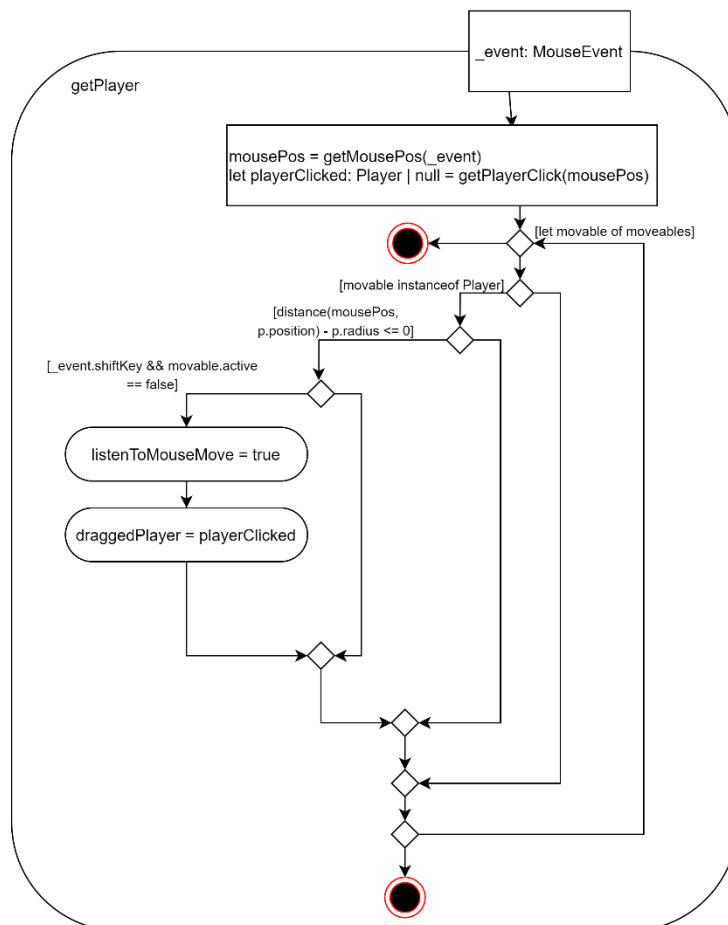 _event: MouseEvent
getPlayer
mousePos = getMousePos(_event)
let playerClicked: Player | null = getPlayerClick(mousePos)
[let movable of moveables]
[movable instanceof Player]
[distance(mousePos,
p.position) - p.radius <= 0]
[_event.shiftKey && movable.active
== false]
listenToMouseMove = true
draggedPlayer = playerClicked